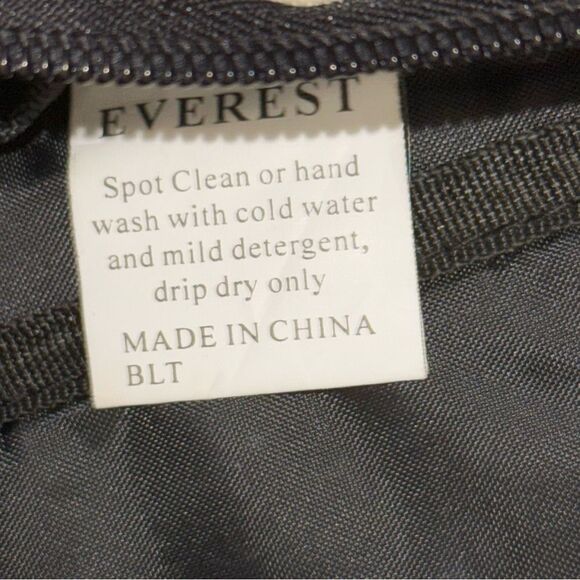 EVEREST
Spot Clean or hand
wash with cold water
and mild detergent,
drip dry only
MADE IN CHINA
BLT